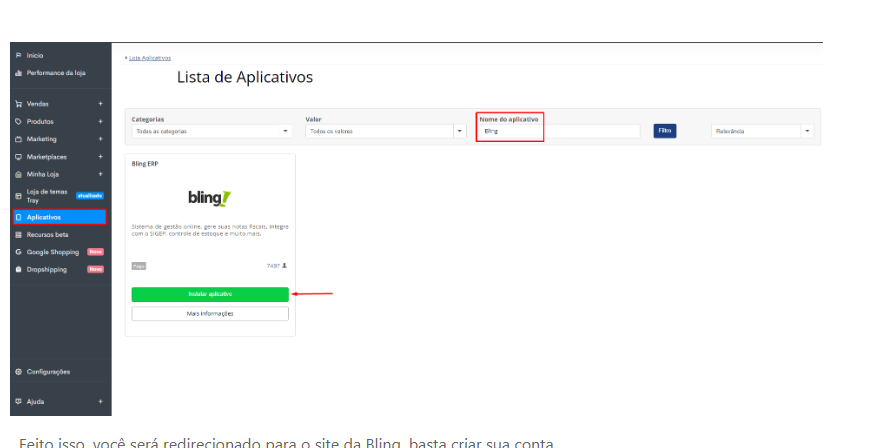 Início
Performance da loja
Vendas +
Produtos +
Marketing +
Marketplaces +
Minha Loja +
Loja de temas
Tray
atualizado
Aplicativos
Recursos beta
G Google Shopping Novo
Dropshipping Novo
Configurações
Ajuda +
Loja Aplicativos
Lista de Aplicativos
Categorias
Todas as categorias
Valor
Todos os valores
Nome do aplicativo
Bling
Filtro
Relevância
Bling ERP
bling!
Sistema de gestão online, gere suas notas fiscais, integre
com o SIGEP, controle de estoque e muito mais.
Pago
7497
Instalar aplicativo
Mais informações
Feito isso, você será redirecionado para o site da Bling, basta criar sua conta